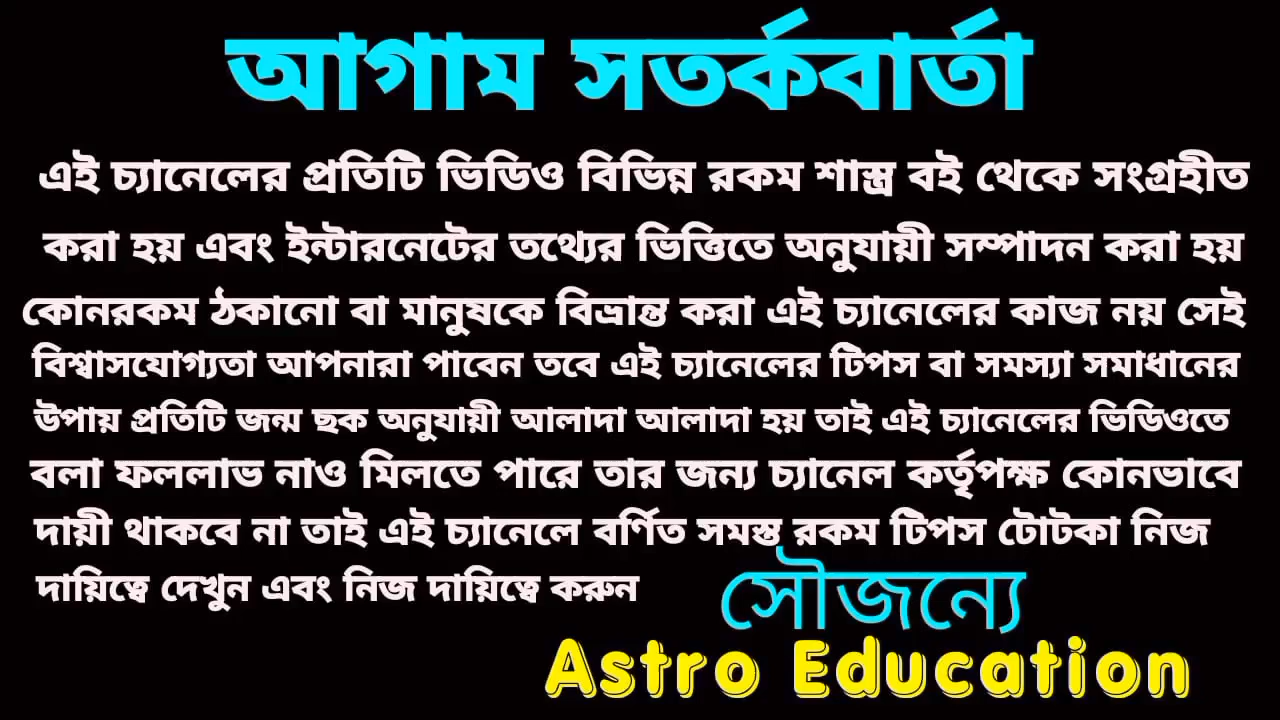 আগাম সতর্কবার্তা
এই চ্যানেলের প্রতিটি ভিডিও বিভিন্ন রকম শাস্ত্র বই থেকে সংগ্রহীত
করা হয় এবং ইন্টারনেটের তথ্যের ভিত্তিতে অনুযায়ী সম্পাদন করা হয়
কোনরকম ঠকানো বা মানুষকে বিভ্রান্ত করা এই চ্যানেলের কাজ নয় সেই
বিশ্বাসযোগ্যতা আপনারা পাবেন তবে এই চ্যানেলের টিপস বা সমস্যা সমাধানের
উপায় প্রতিটি জন্ম ছক অনুযায়ী আলাদা আলাদা হয় তাই এই চ্যানেলের ভিডিওতে
বলা ফললাভ নাও মিলতে পারে তার জন্য চ্যানেল কর্তৃপক্ষ কোনভাবে
দায়ী থাকবে না তাই এই চ্যানেলে বর্ণিত সমস্ত রকম টিপস টোটকা নিজ
দায়িত্বে দেখুন এবং নিজ দায়িত্বে করুন
সৌজন্যে
Astro Education